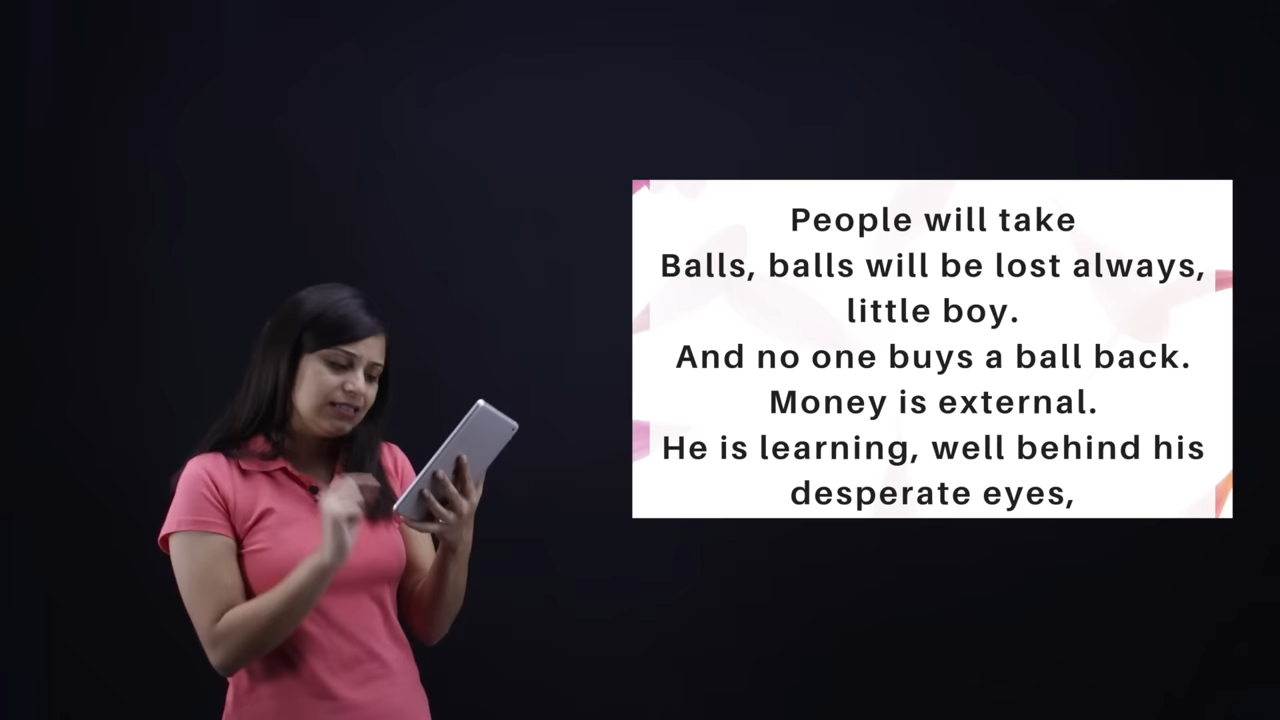 People will take
Balls, balls will be lost always,
little boy.
And no one buys a ball back.
Money is external.
He is learning, well behind his
desperate eyes,